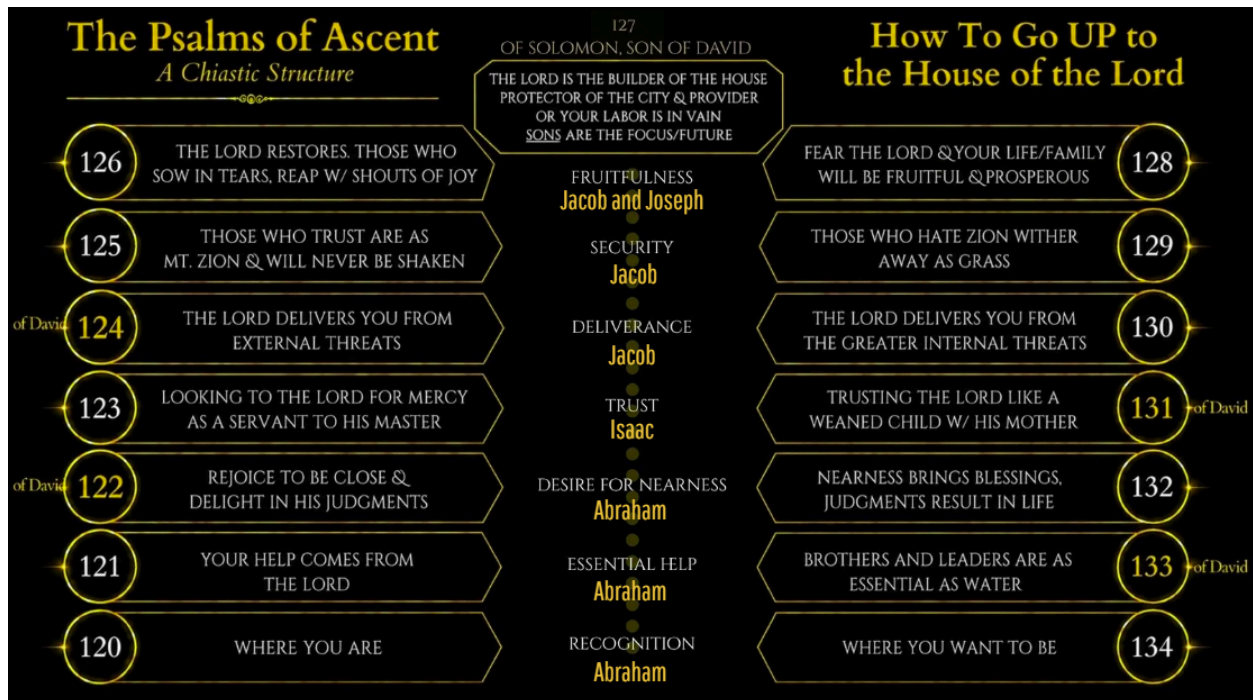 The Psalms of Ascent
A Chiastic Structure
127
OF SOLOMON, SON OF DAVID
THE LORD IS THE BUILDER OF THE HOUSE
PROTECTOR OF THE CITY & PROVIDER
OR YOUR LABOR IS IN VAIN
SONS ARE THE FOCUS/FUTURE
How To Go UP to
the House of the Lord
126
THE LORD RESTORES. THOSE WHO
SOW IN TEARS, REAP W/ SHOUTS OF JOY
FRUITFULNESS
Jacob and Joseph
FEAR THE LORD & YOUR LIFE/FAMILY
WILL BE FRUITFUL & PROSPEROUS
128
125
THOSE WHO TRUST ARE AS
MT. ZION & WILL NEVER BE SHAKEN
SECURITY
Jacob
THOSE WHO HATE ZION WITHER
AWAY AS GRASS
129
of David
124
THE LORD DELIVERS YOU FROM
EXTERNAL THREATS
DELIVERANCE
Jacob
THE LORD DELIVERS YOU FROM
THE GREATER INTERNAL THREATS
130
123
LOOKING TO THE LORD FOR MERCY
AS A SERVANT TO HIS MASTER
TRUST
Isaac
TRUSTING THE LORD LIKE A
WEANED CHILD W/ HIS MOTHER
131
of David
of David
122
REJOICE TO BE CLOSE &
DELIGHT IN HIS JUDGMENTS
DESIRE FOR NEARNESS
Abraham
NEARNESS BRINGS BLESSINGS,
JUDGMENTS RESULT IN LIFE
132
121
YOUR HELP COMES FROM
THE LORD
ESSENTIAL HELP
Abraham
BROTHERS AND LEADERS ARE AS
ESSENTIAL AS WATER
133
of David
120
WHERE YOU ARE
RECOGNITION
Abraham
WHERE YOU WANT TO BE
134